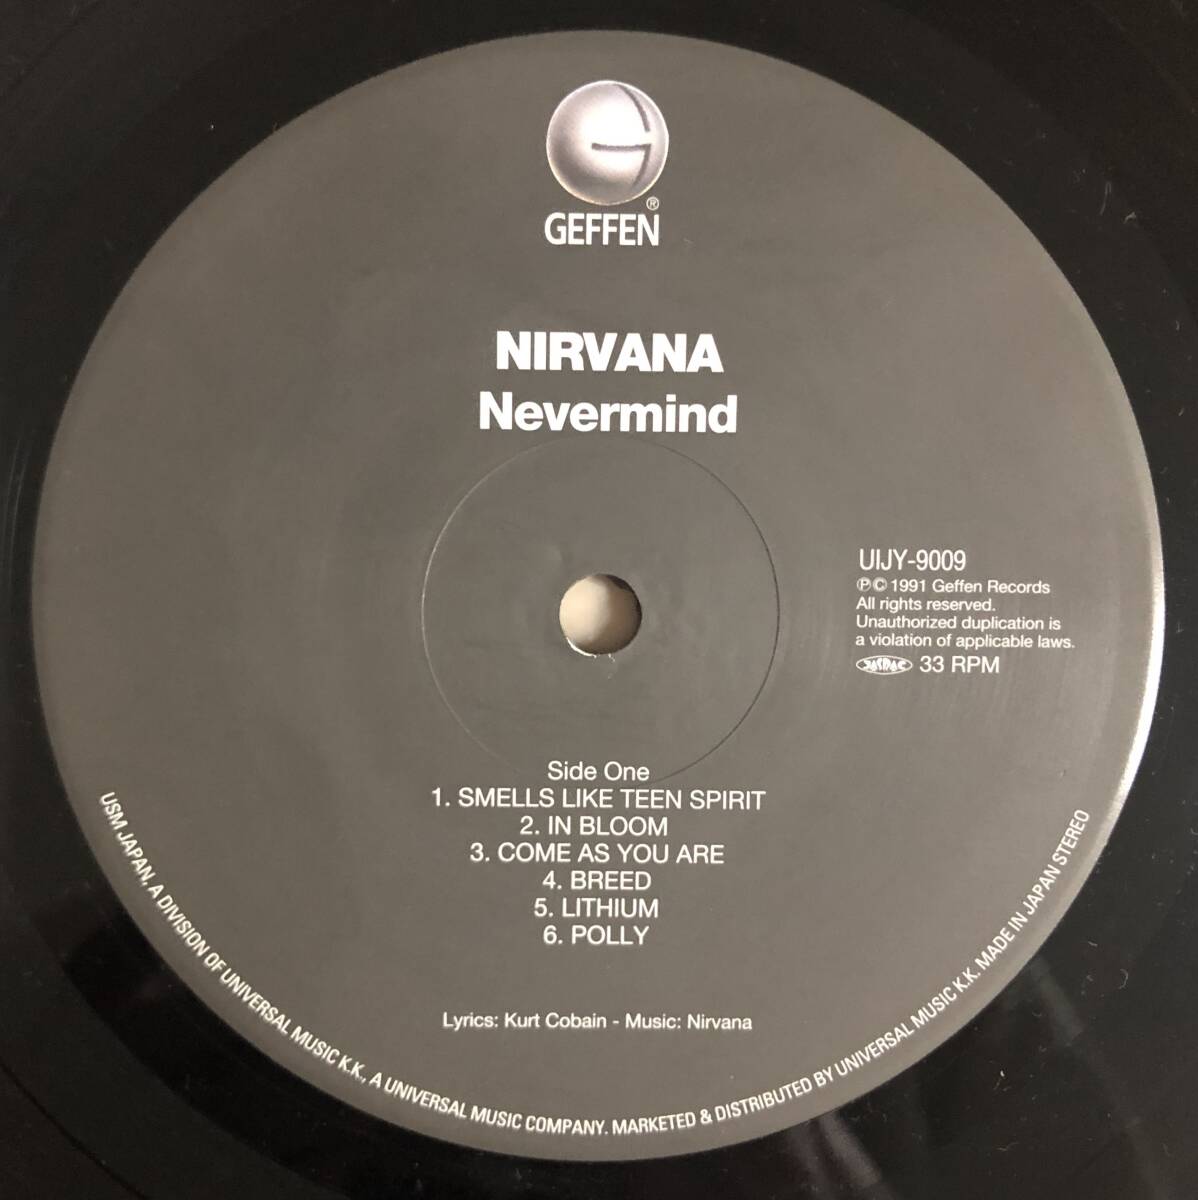 GEFFEN®
NIRVANA
Nevermind
UIJY-9009
℗© 1991 Geffen Records
All rights reserved.
Unauthorized duplication is
a violation of applicable laws.
JASRAC 33 RPM
Side One
1. SMELLS LIKE TEEN SPIRIT
2. IN BLOOM
3. COME AS YOU ARE
4. BREED
5. LITHIUM
6. POLLY
Lyrics: Kurt Cobain - Music: Nirvana
USM JAPAN, A DIVISION OF UNIVERSAL MUSIC K.K., A UNIVERSAL MUSIC COMPANY. MARKETED & DISTRIBUTED BY UNIVERSAL MUSIC K.K. MADE IN JAPAN STEREO